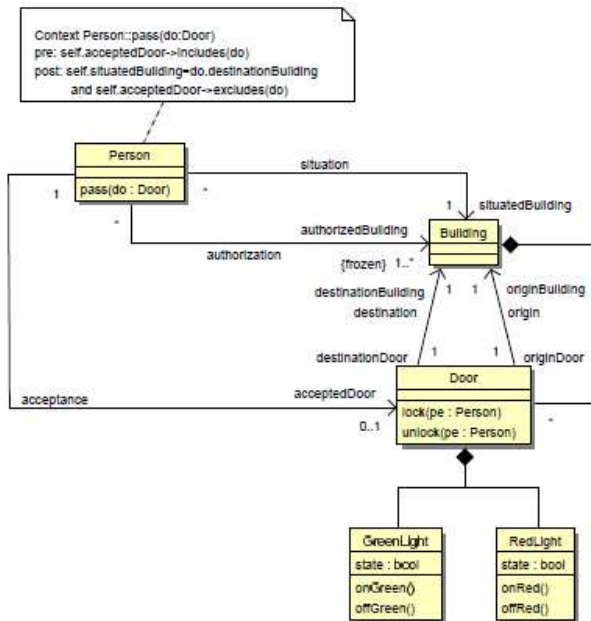 Context Person::pass(do:Door)
pre: self.acceptedDoor->includes(do)
post: self.situatedBuilding=do.destinationBuilding
and self.acceptedDoor->excludes(do)
Person
pass(do : Door)
1
*
*
situation
1
situatedBuilding
authorizedBuilding
authorization
{frozen} 1..*
Building
destinationBuilding
destination
1
1
originBuilding
origin
destinationDoor
1
1
originDoor
acceptance
acceptedDoor
0..1
Door
lock(pe : Person)
unlock(pe : Person)
*
GreenLight
state : bool
onGreen()
offGreen()
RedLight
state : bool
onRed()
offRed()